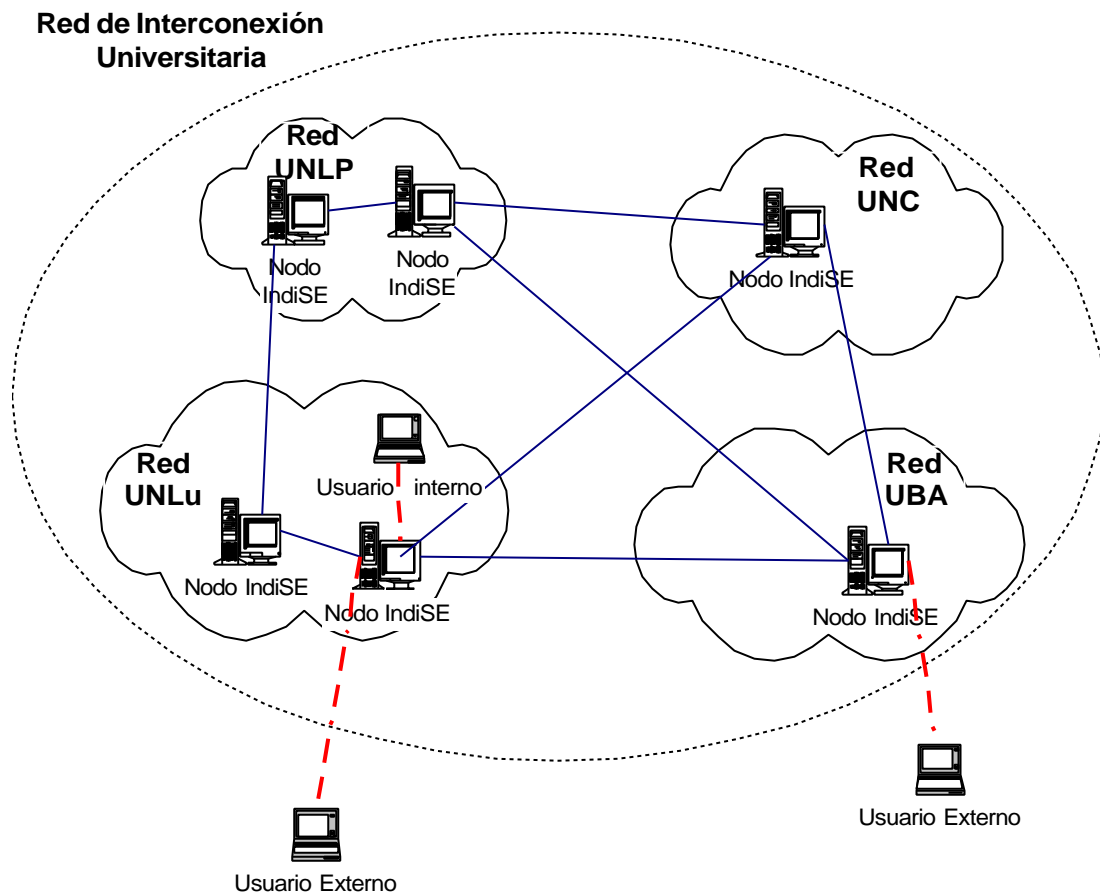 Red de Interconexión
Universitaria
Red
UNLP
Nodo
IndiSE
Nodo
IndiSE
Red
UNC
Nodo IndiSE
Red
UNLu
Usuario interno
Nodo IndiSE
Nodo IndiSE
Red
UBA
Nodo IndiSE
Usuario Externo
Usuario Externo